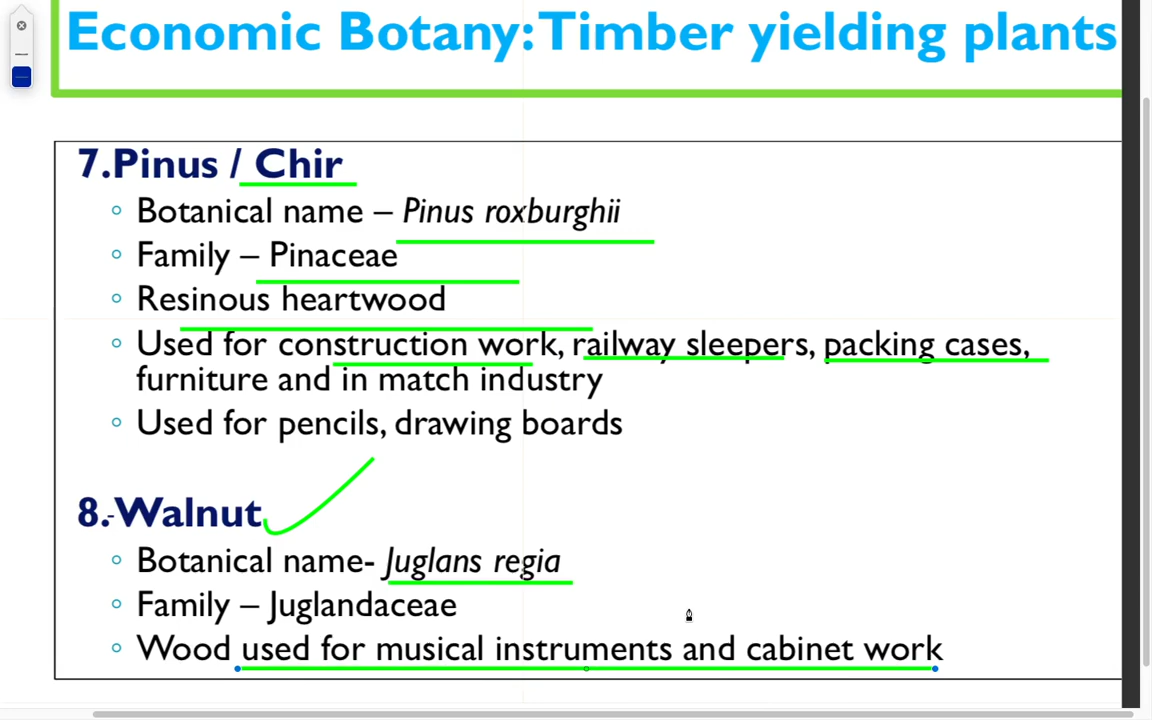 Economic Botany: Timber yielding plants
7.Pinus / Chir
Botanical name – Pinus roxburghii
Family – Pinaceae
Resinous heartwood
Used for construction work, railway sleepers, packing cases,
furniture and in match industry
Used for pencils, drawing boards
8.-Walnut
Botanical name- Juglans regia
Family – Juglandaceae
Wood used for musical instruments and cabinet work